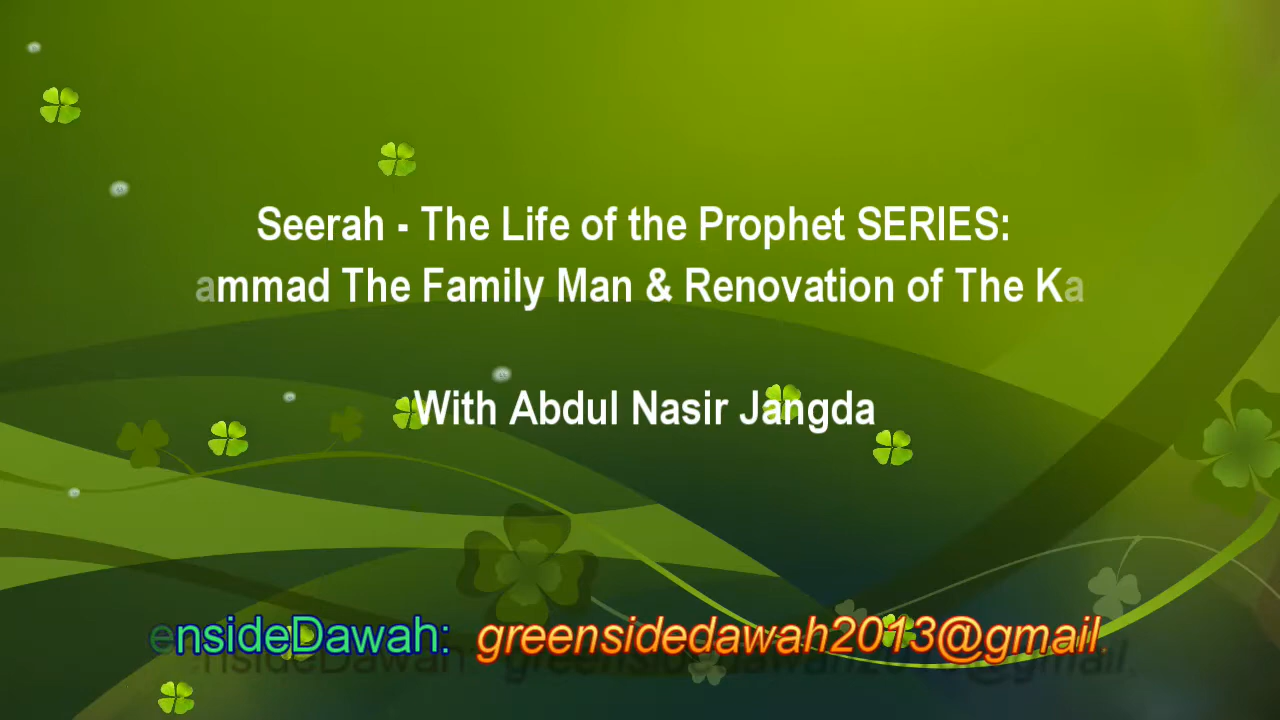 Seerah - The Life of the Prophet SERIES:
ammad The Family Man & Renovation of The Ka
With Abdul Nasir Jangda
ensideDawah: greensidedawah2013@gmail.